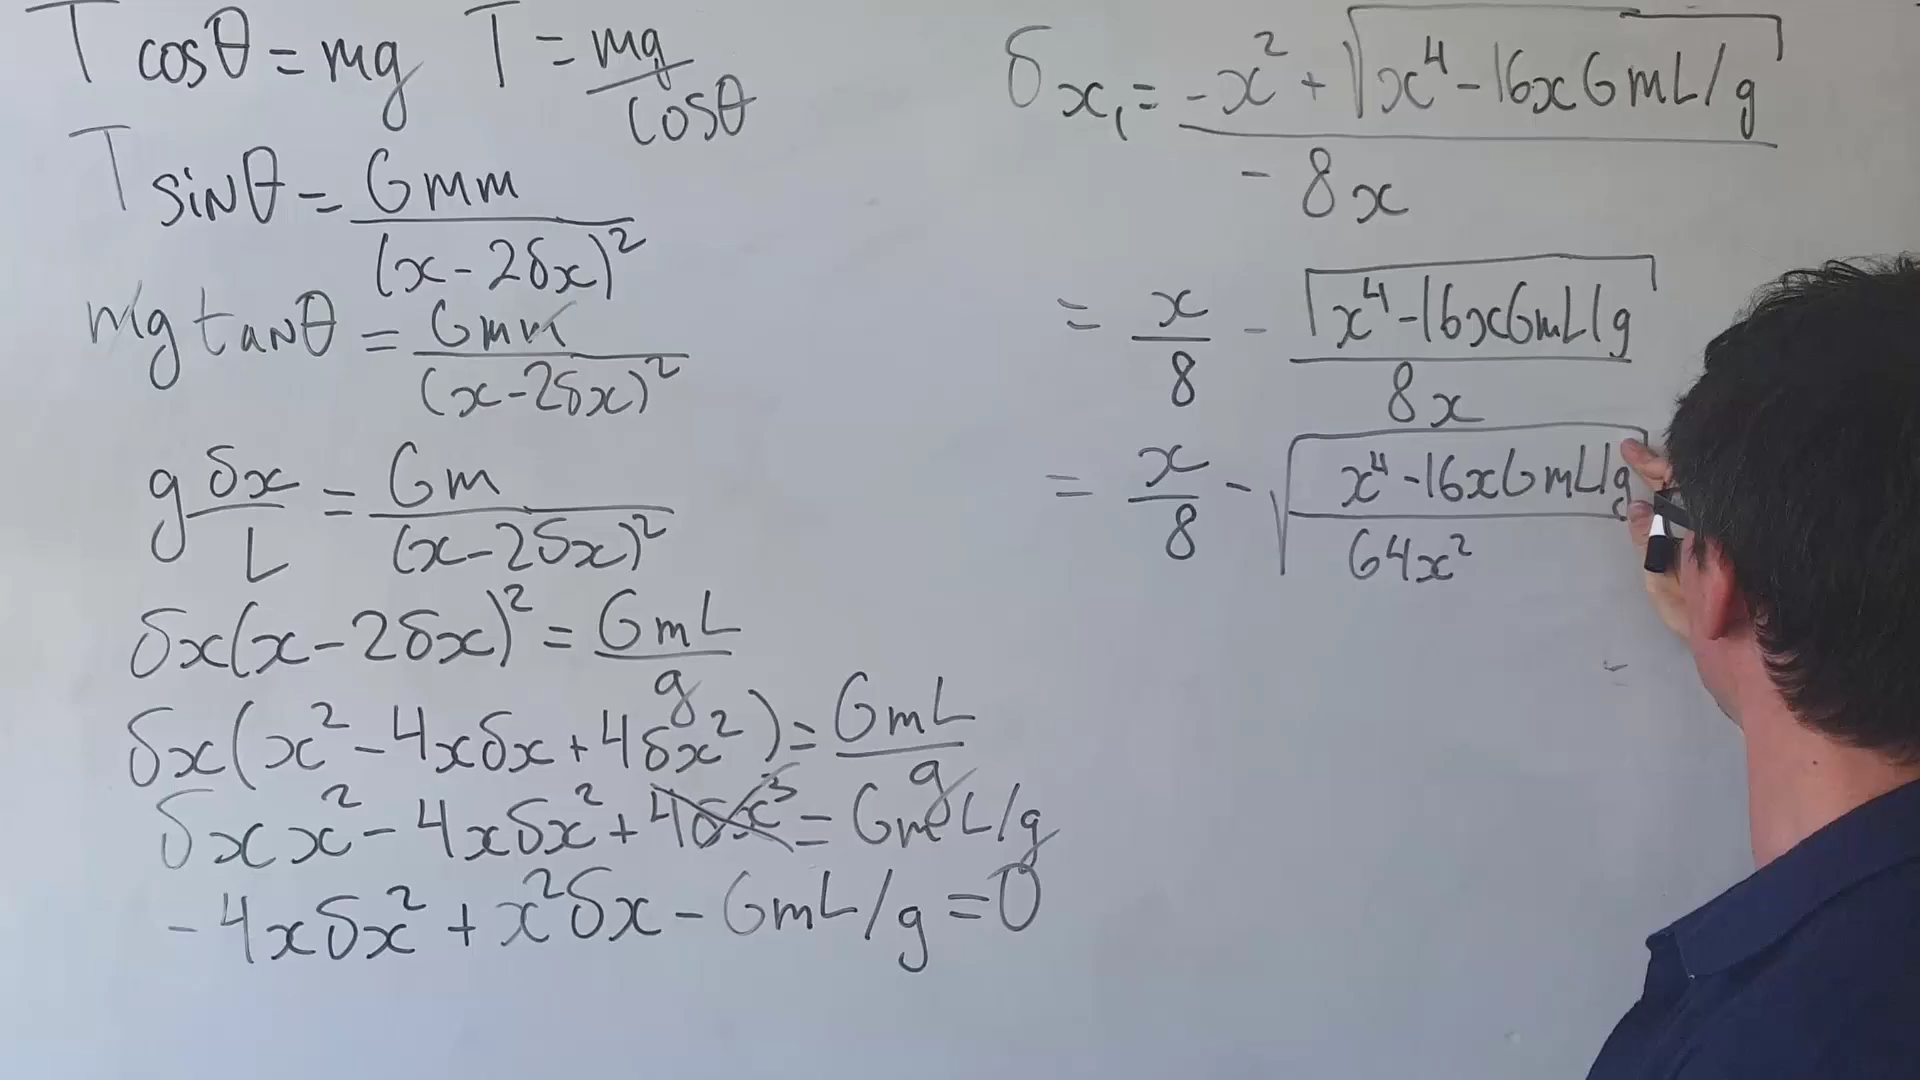 T cosθ = mg   T = mg/cosθ
T sinθ = Gmm/(x-2δx)²
mg tanθ = Gmm/(x-2δx)²
g δx/L = Gm/(x-2δx)²
δx(x-2δx)² = GmL/g
δx(x²-4xδx+4δx²) = GmL/g
δxx²-4xδx²+4δx³ = GmL/g
-4xδx²+x²δx-GmL/g=0
δx₁ = (-x²+√(x⁴-16xGmL/g))/(-8x)
= x/8 - √(x⁴-16xGmL/g)/8x
= x/8 - √((x⁴-16xGmL/g)/64x²)